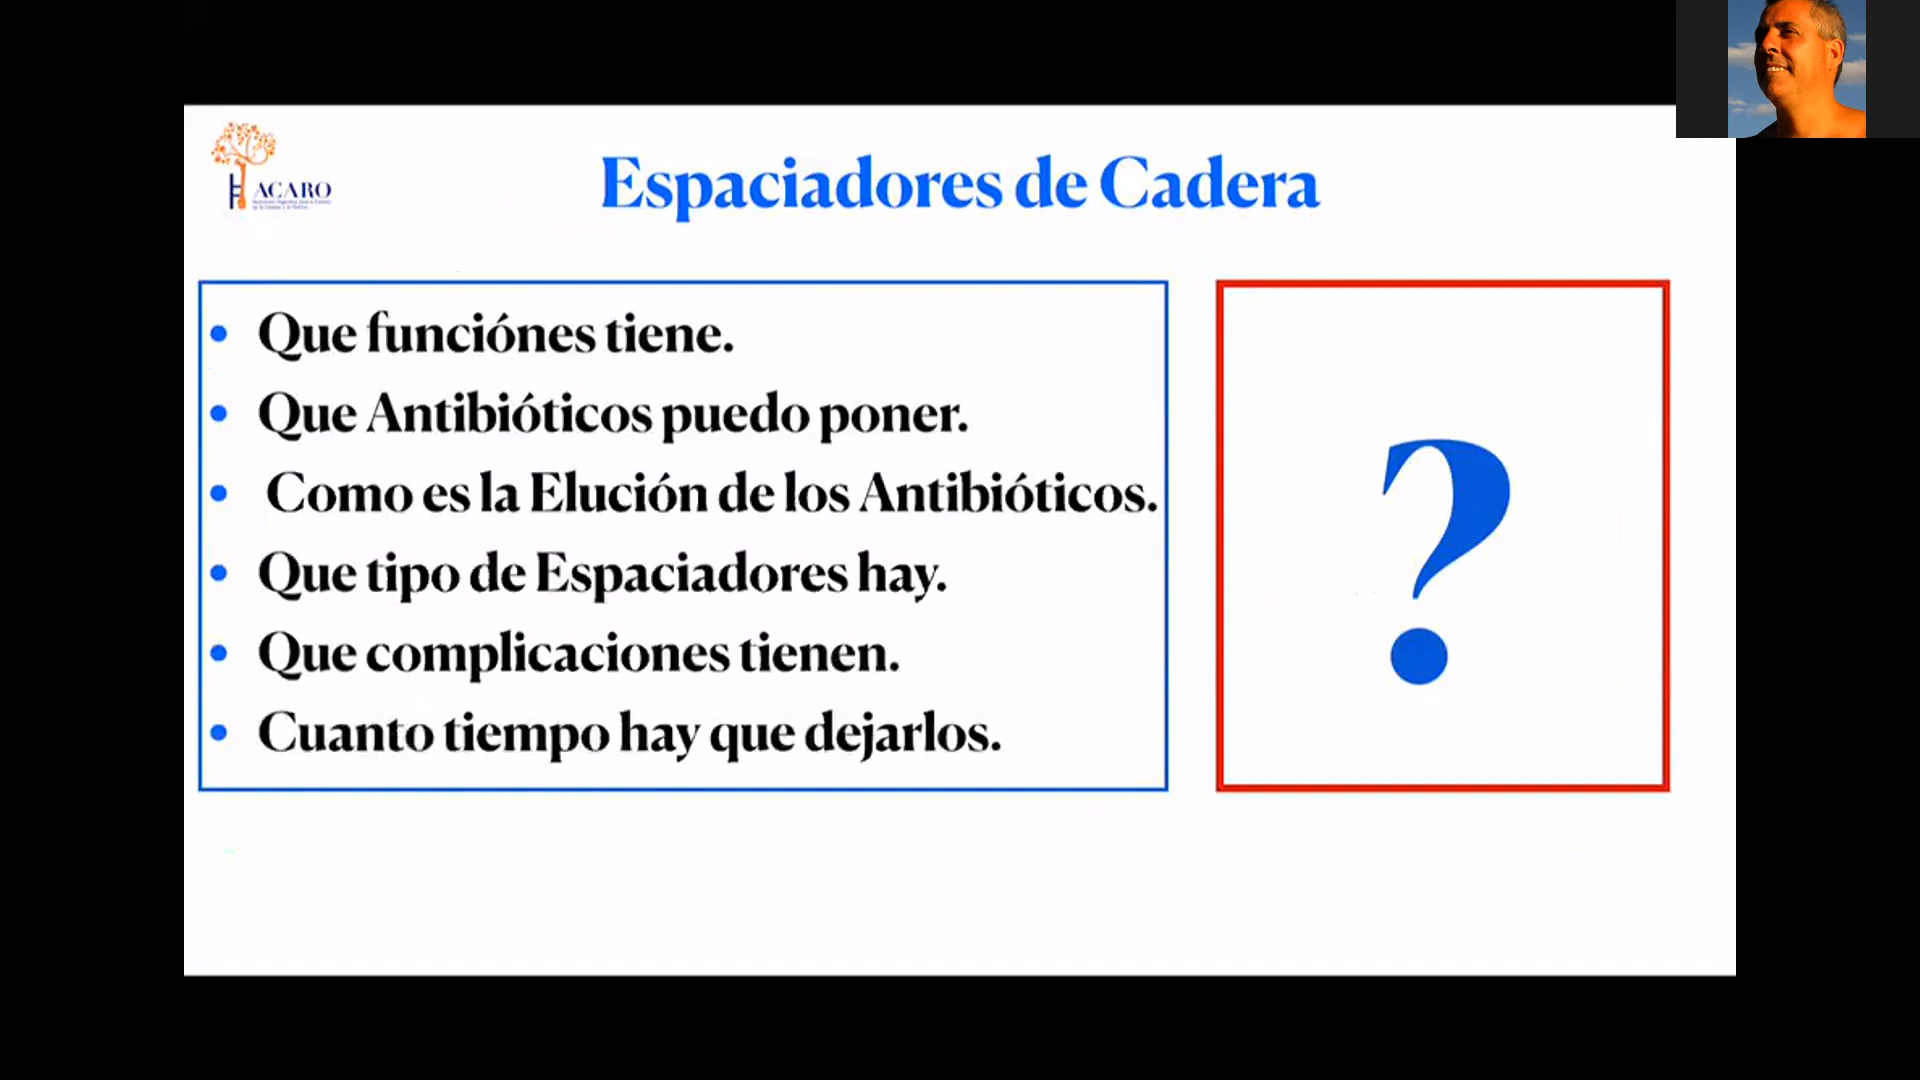 ACARO
Espaciadores de Cadera
• Que funciónes tiene.
• Que Antibióticos puedo poner.
• Como es la Elución de los Antibióticos.
• Que tipo de Espaciadores hay.
• Que complicaciones tienen.
• Cuanto tiempo hay que dejarlos.
?